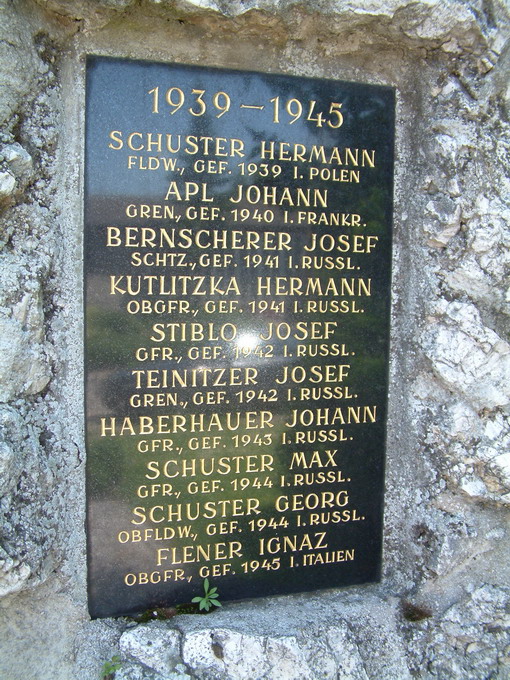 1939 – 1945
SCHUSTER HERMANN
FLDW., GEF. 1939 I. POLEN
APL JOHANN
GREN., GEF. 1940 I. FRANKR.
BERNSCHERER JOSEF
SCHTZ., GEF. 1941 I. RUSSL.
KUTLITZKA HERMANN
OBGFR., GEF. 1941 I. RUSSL.
STIBLO JOSEF
GFR., GEF. 1942 I. RUSSL.
TEINITZER JOSEF
GREN., GEF. 1942 I. RUSSL.
HABERHAUER JOHANN
GFR., GEF. 1943 I. RUSSL.
SCHUSTER MAX
GFR., GEF. 1944 I. RUSSL.
SCHUSTER GEORG
OBFLDW., GEF. 1944 I. RUSSL.
FLENER IGNAZ
OBGFR., GEF. 1945 I. ITALIEN